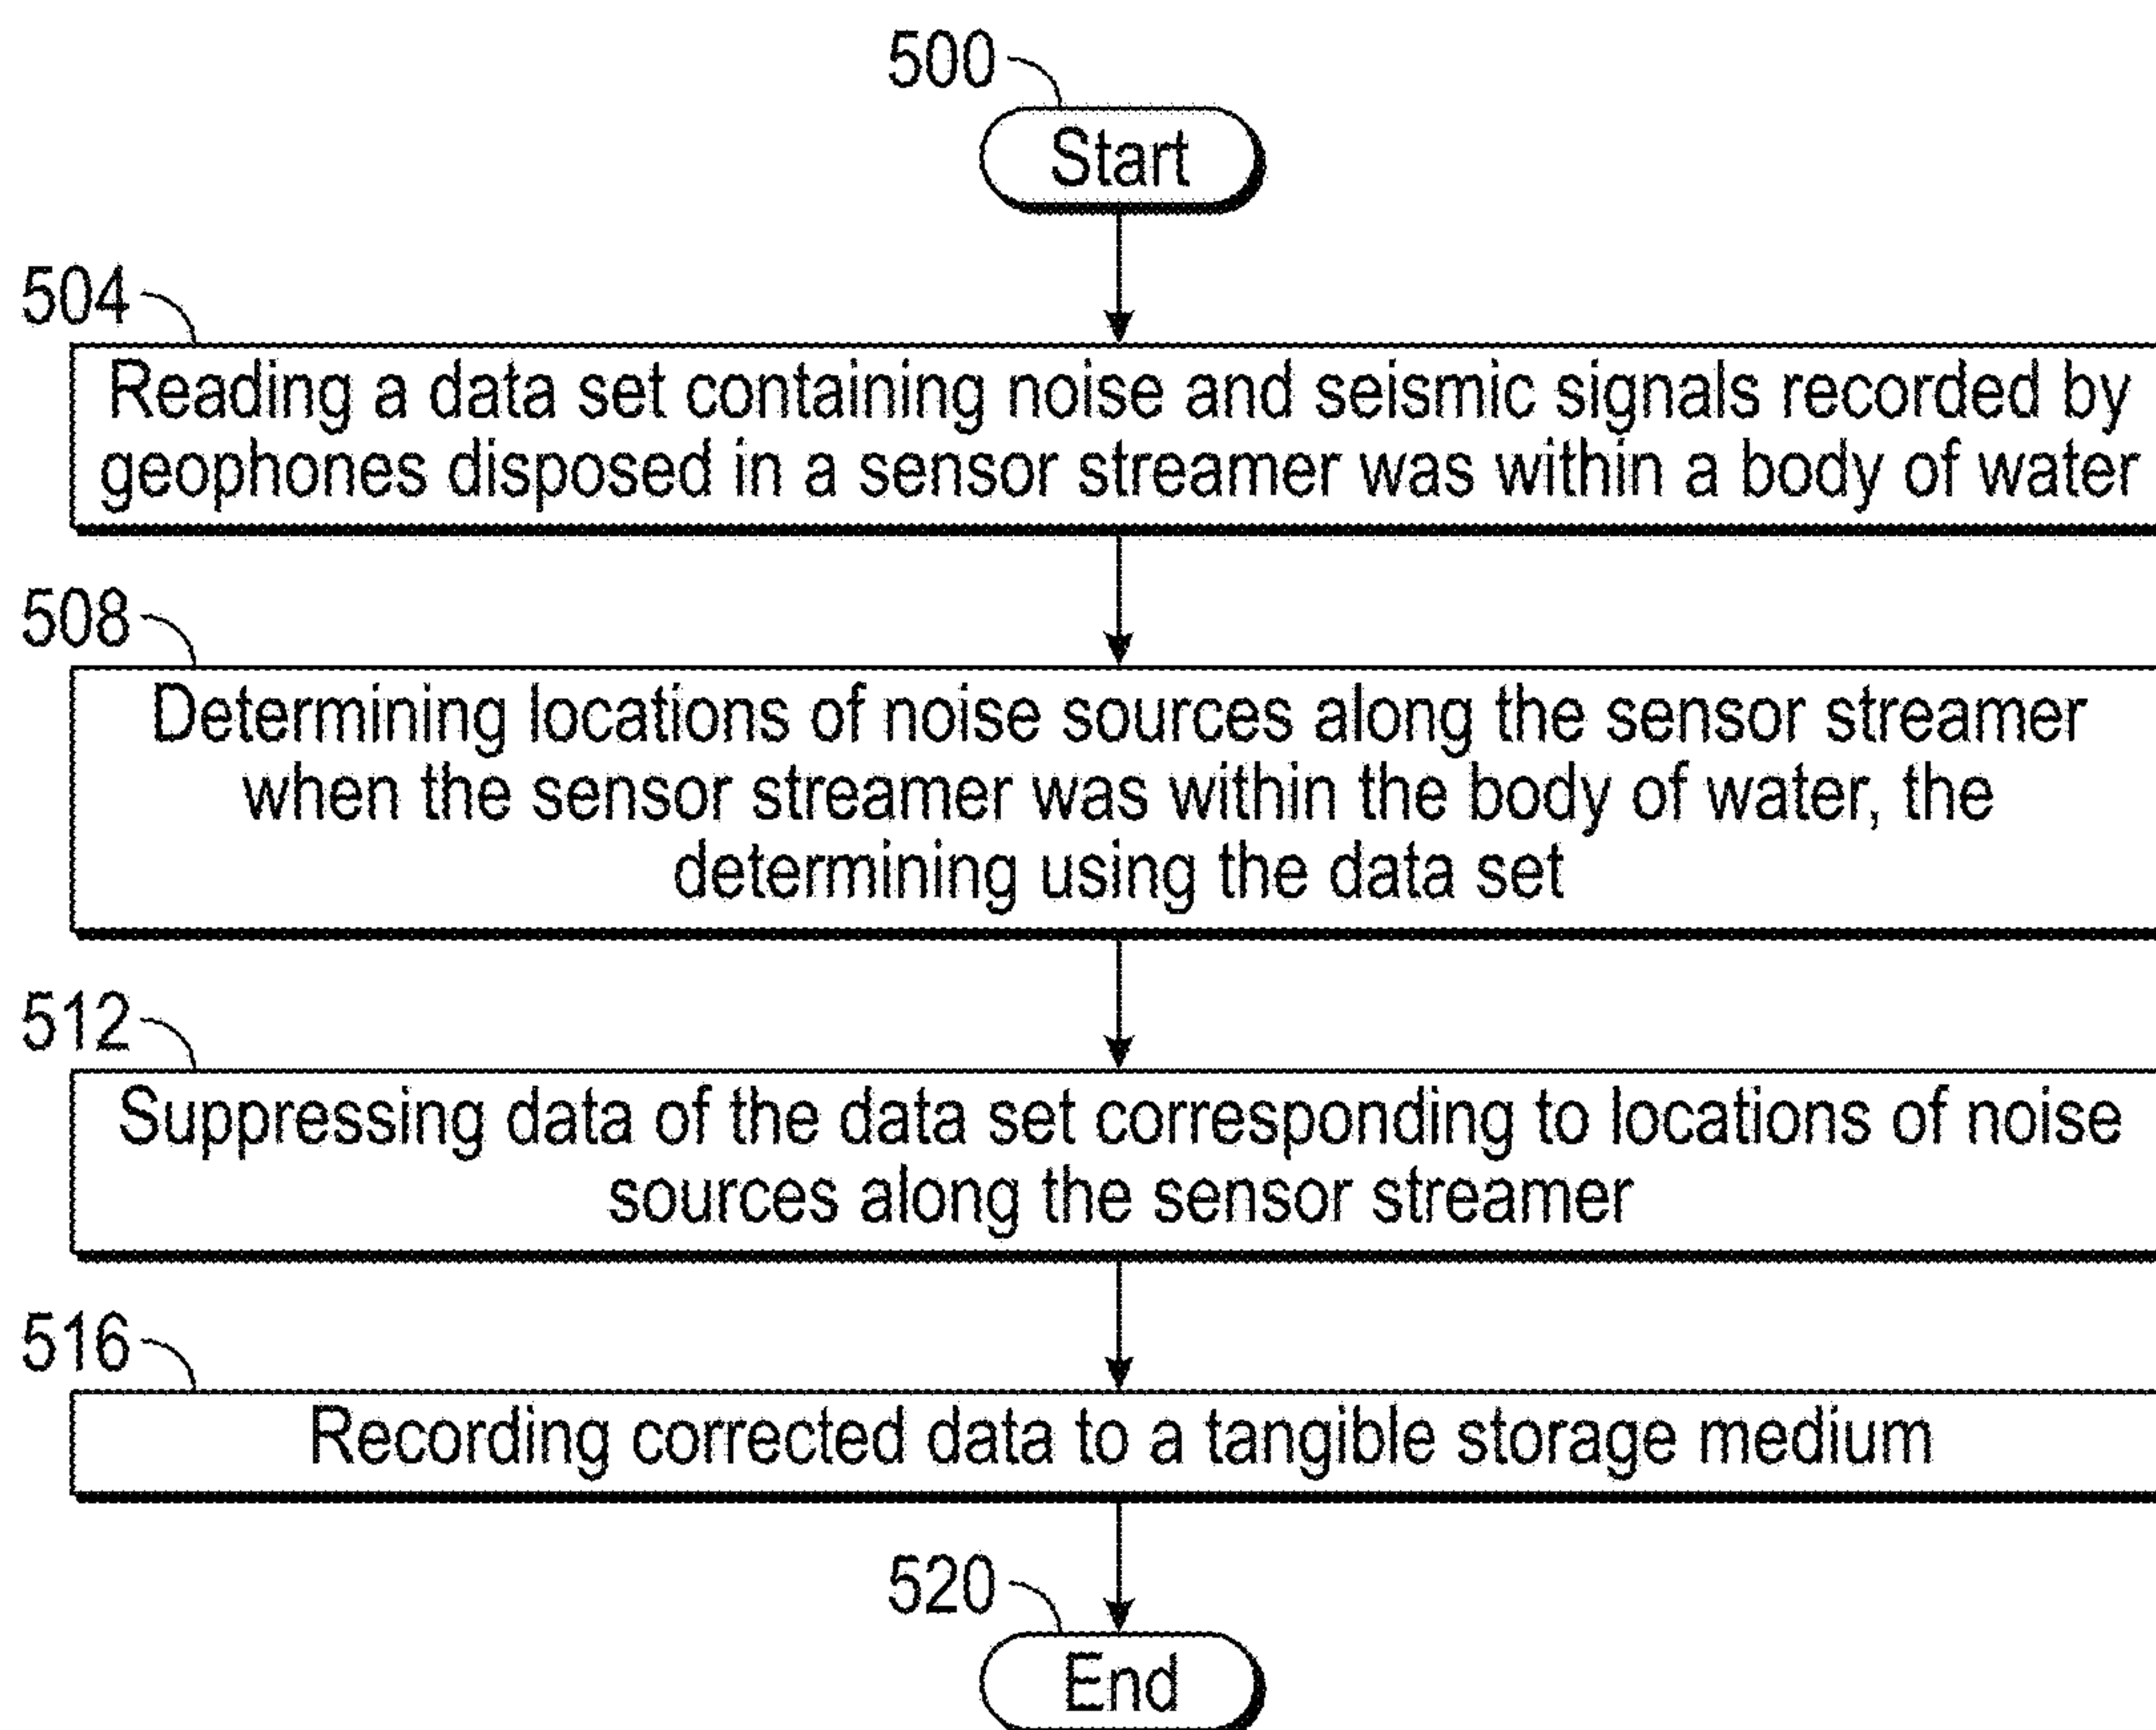 500
Start
504
Reading a data set containing noise and seismic signals recorded by
geophones disposed in a sensor streamer was within a body of water
508
Determining locations of noise sources along the sensor streamer
when the sensor streamer was within the body of water, the
determining using the data set
512
Suppressing data of the data set corresponding to locations of noise
sources along the sensor streamer
516
Recording corrected data to a tangible storage medium
520
End